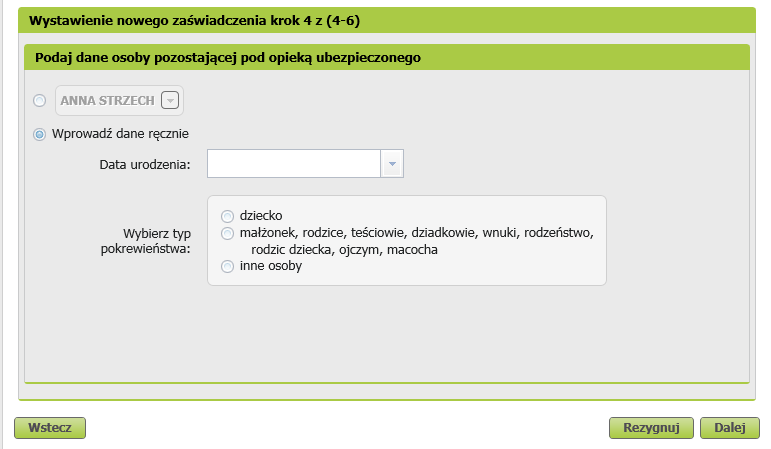 Wystawienie nowego zaświadczenia krok 4 z (4-6)
Podaj dane osoby pozostającej pod opieką ubezpieczonego
ANNA STRZECH
Wprowadź dane ręcznie
Data urodzenia:
Wybierz typ
pokrewieństwa:
dziecko
małżonek, rodzice, teściowie, dziadkowie, wnuki, rodzeństwo,
rodzic dziecka, ojczym, macocha
inne osoby
Wstecz
Rezygnuj
Dalej